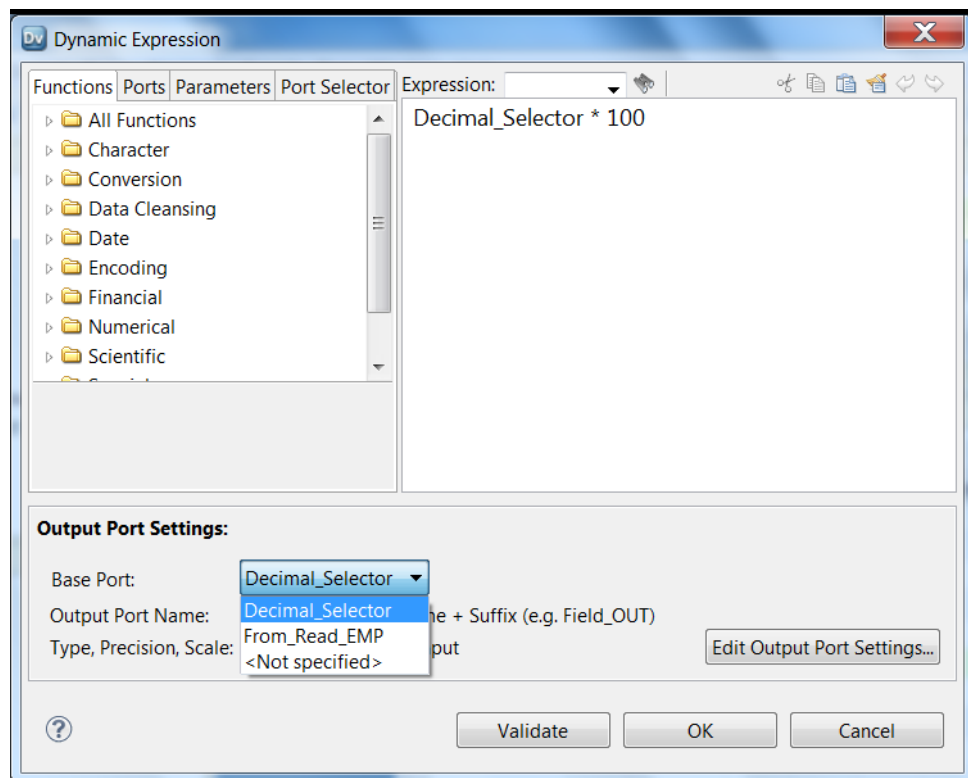 Dv Dynamic Expression X
Functions Ports Parameters Port Selector Expression:
All Functions
Character
Conversion
Data Cleansing
Date
Encoding
Financial
Numerical
Scientific
Decimal_Selector * 100
Output Port Settings:
Base Port: Decimal_Selector
Decimal_Selector
From_Read_EMP
<Not specified>
Output Port Name: + Suffix (e.g. Field_OUT)
Type, Precision, Scale:
Edit Output Port Settings...
? Validate OK Cancel